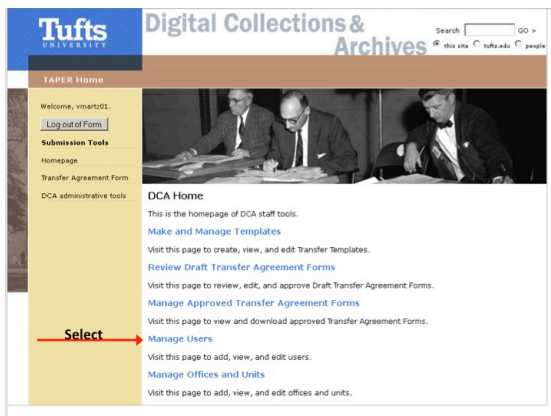 Tufts
UNIVERSITY
Digital Collections &
Archives
Search GO >
this site tufts.edu people
TAPER Home
Welcome, vmartz01.
Log out of Form
Submission Tools
Homepage
Transfer Agreement Form
DCA administrative tools
DCA Home
This is the homepage of DCA staff tools.
Make and Manage Templates
Visit this page to create, view, and edit Transfer Templates.
Review Draft Transfer Agreement Forms
Visit this page to review, edit, and approve Draft Transfer Agreement Forms.
Manage Approved Transfer Agreement Forms
Visit this page to view and download approved Transfer Agreement Forms.
Select
Manage Users
Visit this page to add, view, and edit users.
Manage Offices and Units
Visit this page to add, view, and edit offices and units.